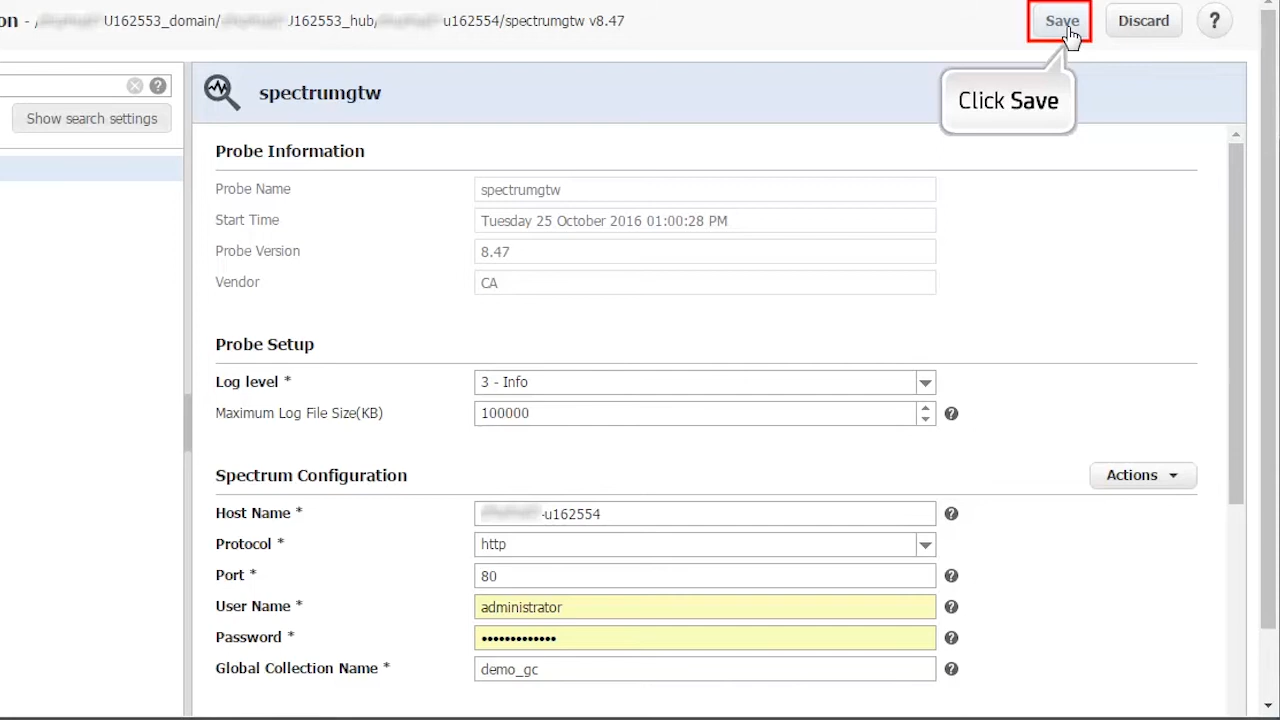 on - / U162553_domain/ J162553_hub/ u162554/spectrumgtw v8.47
Save
Discard
?
Click Save
?
Show search settings
spectrumgtw
Probe Information
Probe Name
spectrumgtw
Start Time
Tuesday 25 October 2016 01:00:28 PM
Probe Version
8.47
Vendor
CA
Probe Setup
Log level *
3 - Info
Maximum Log File Size(KB)
100000
?
Spectrum Configuration
Actions
Host Name *
-u162554
?
Protocol *
http
Port *
80
?
User Name *
administrator
?
Password *
•••••••••••••
?
Global Collection Name *
demo_gc
?